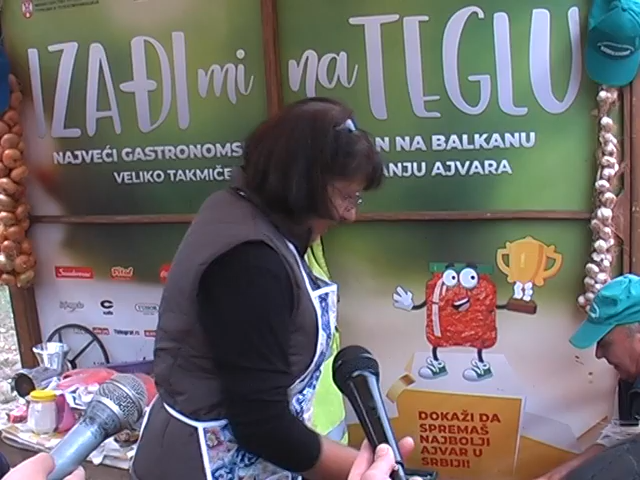 IZAĐI mi na TEGLU
NAJVEĆI GASTRONOMS N NA BALKANU
VELIKO TAKMIČE ANJU AJVARA
DOKAŽI DA
SPREMAŠ
NAJBOLJI
AJVAR U
SRBIJI!